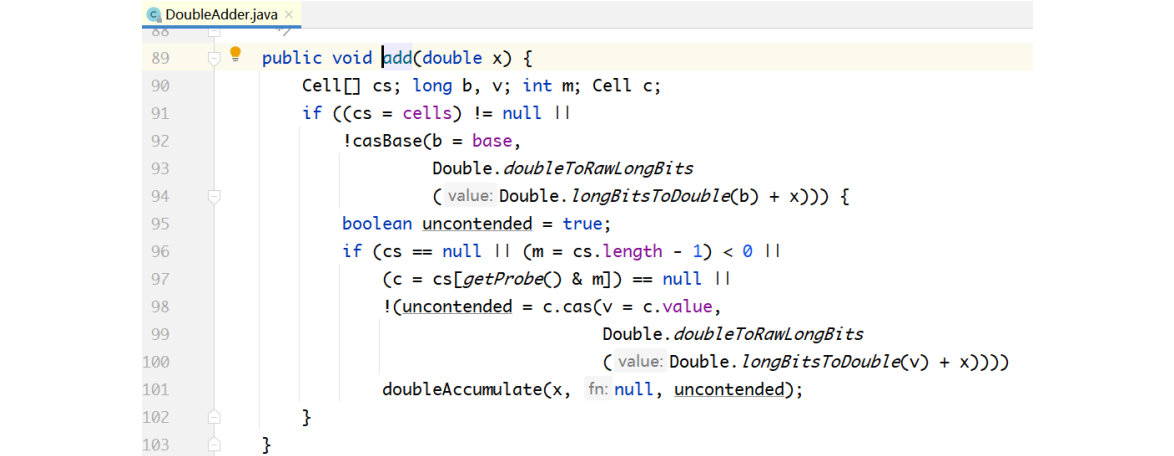 DoubleAdder.java
88 */
89 public void add(double x) {
90 Cell[] cs; long b, v; int m; Cell c;
91 if ((cs = cells) != null ||
92 !casBase(b = base,
93 Double.doubleToRawLongBits
94 ( value: Double.longBitsToDouble(b) + x))) {
95 boolean uncontended = true;
96 if (cs == null || (m = cs.length - 1) < 0 ||
97 (c = cs[getProbe() & m]) == null ||
98 !(uncontended = c.cas(v = c.value,
99 Double.doubleToRawLongBits
100 ( value: Double.longBitsToDouble(v) + x))))
101 doubleAccumulate(x, fn: null, uncontended);
102 }
103 }